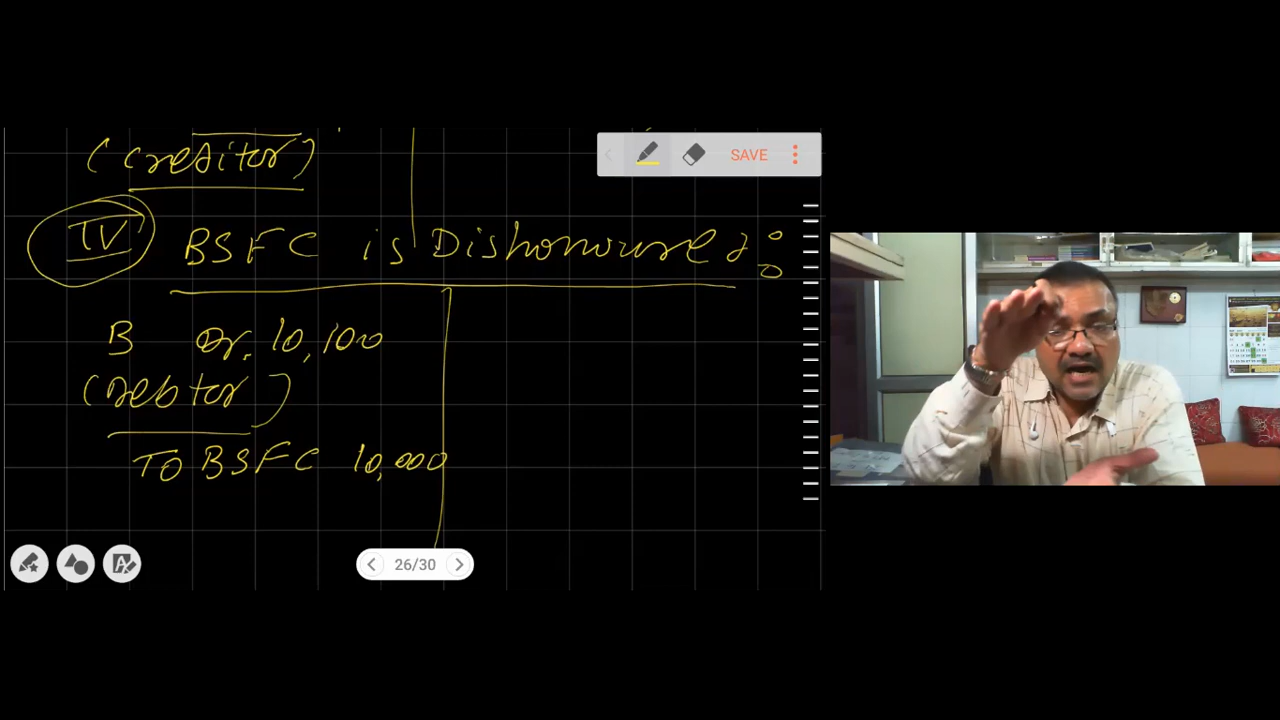 (Creditor)
SAVE
IV BSFC is Dishonoured :
B Dr. 10,100
(Debtor)
TO BSFC 10,000
26/30